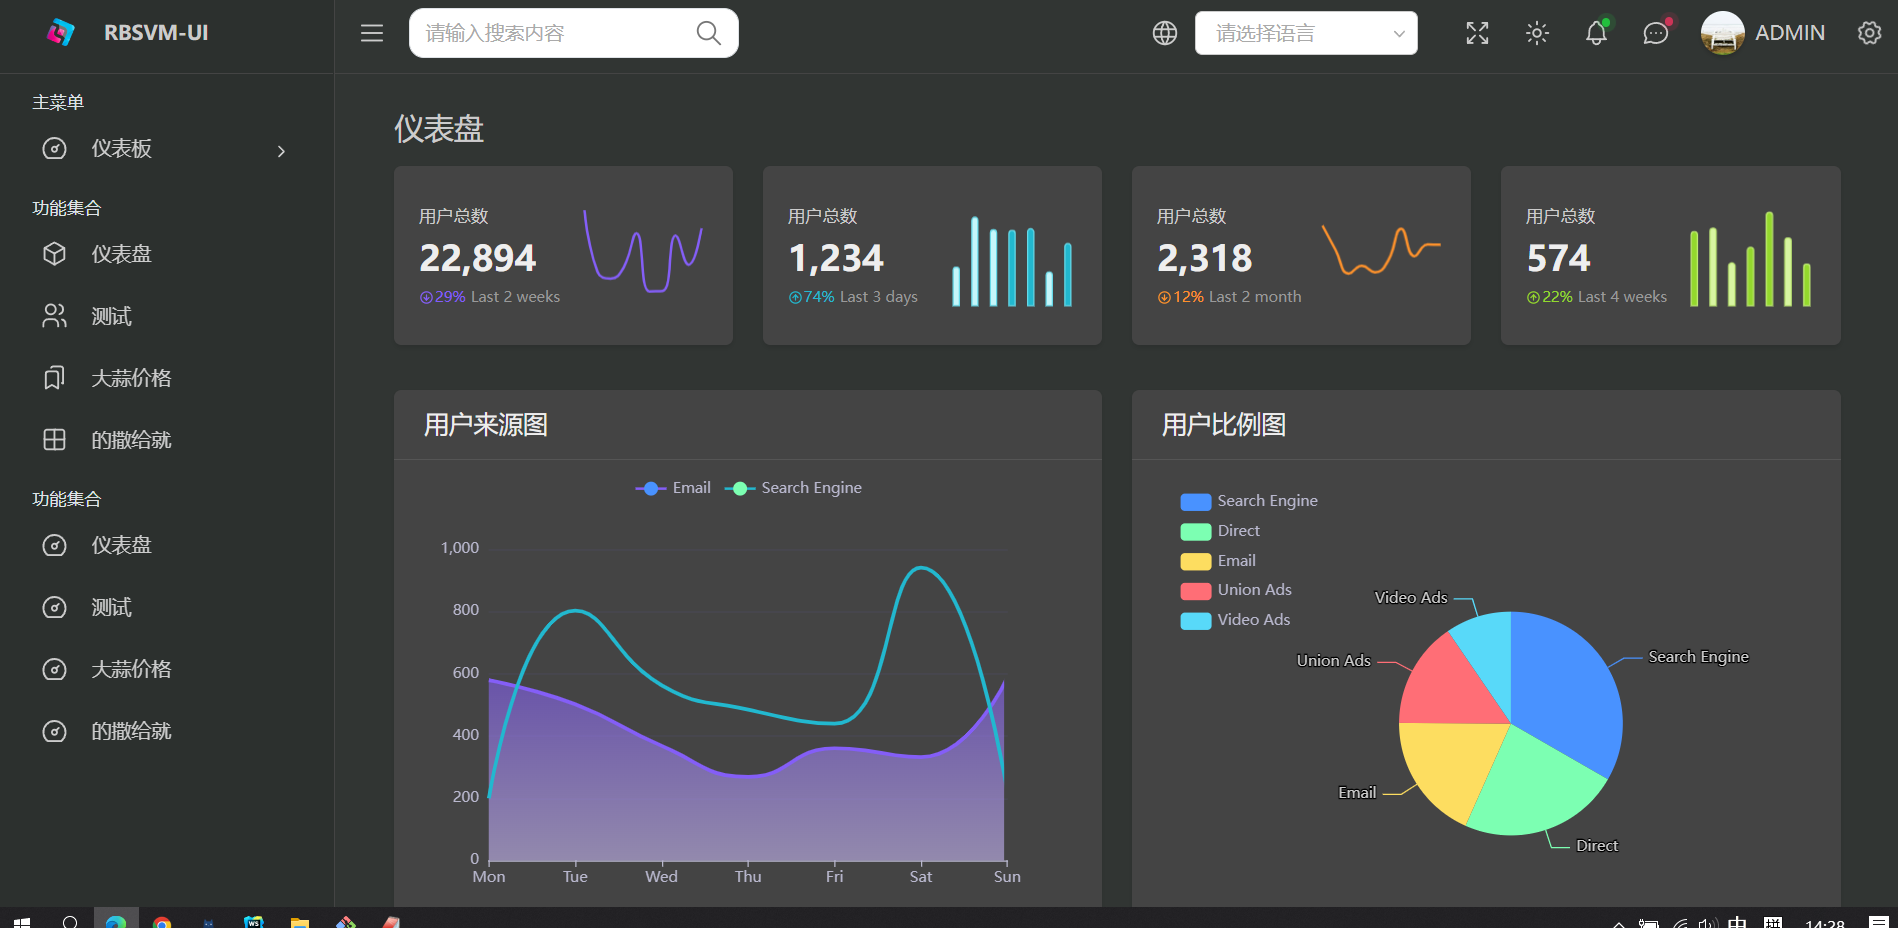 RBSVM-UI
请输入搜索内容
请选择语言
ADMIN
主菜单
仪表板
功能集合
仪表盘
测试
大蒜价格
的撒给就
功能集合
仪表盘
测试
大蒜价格
的撒给就
仪表盘
用户总数
22,894
29% Last 2 weeks
用户总数
1,234
74% Last 3 days
用户总数
2,318
12% Last 2 month
用户总数
574
22% Last 4 weeks
用户来源图
Email
Search Engine
1,000
800
600
400
200
0
Mon
Tue
Wed
Thu
Fri
Sat
Sun
用户比例图
Search Engine
Direct
Email
Union Ads
Video Ads
Video Ads
Union Ads
Search Engine
Email
Direct
WS
中
拼
14:28